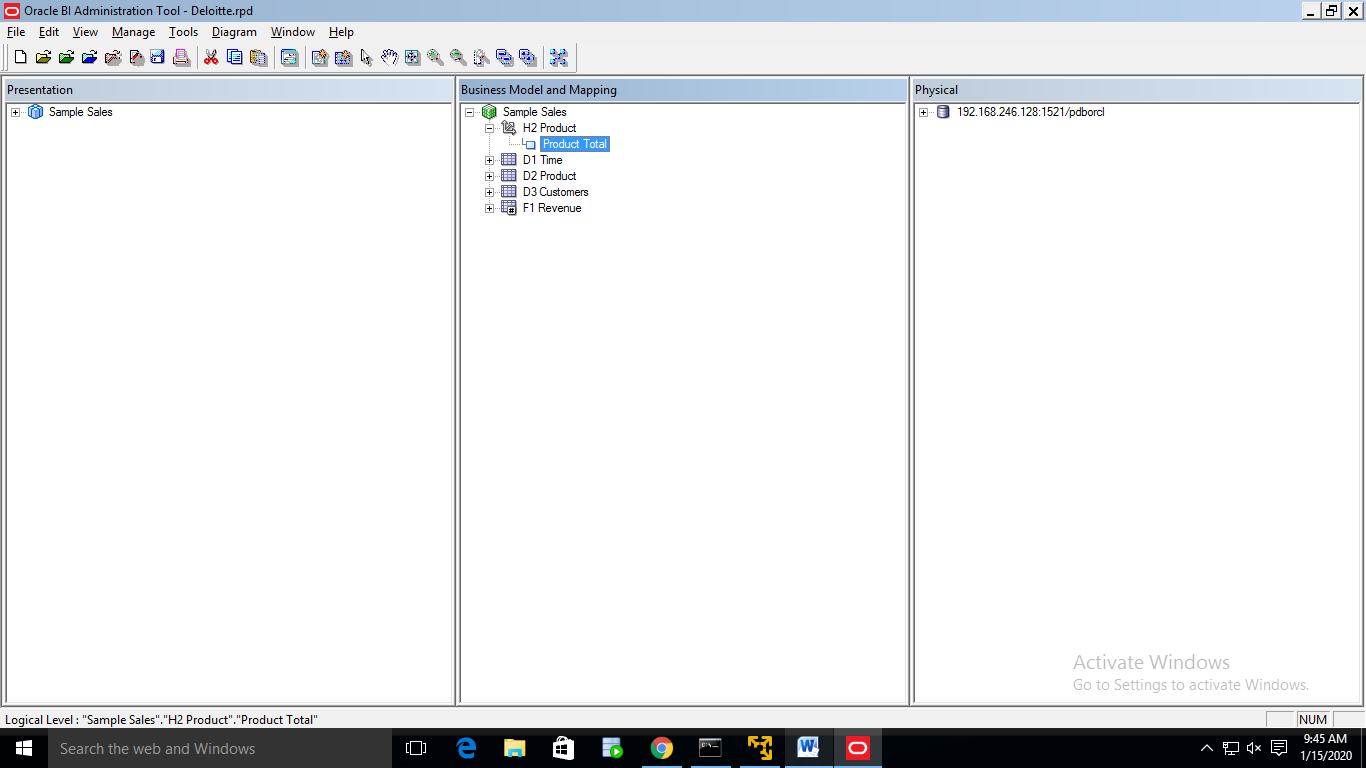 Oracle BI Administration Tool - Deloitte.rpd
File Edit View Manage Tools Diagram Window Help
Presentation
Sample Sales
Business Model and Mapping
Sample Sales
H2 Product
Product Total
D1 Time
D2 Product
D3 Customers
F1 Revenue
Physical
192.168.246.128:1521/pdborcl
Activate Windows
Go to Settings to activate Windows.
Logical Level : "Sample Sales"."H2 Product"."Product Total"
NUM
Search the web and Windows
9:45 AM
1/15/2020